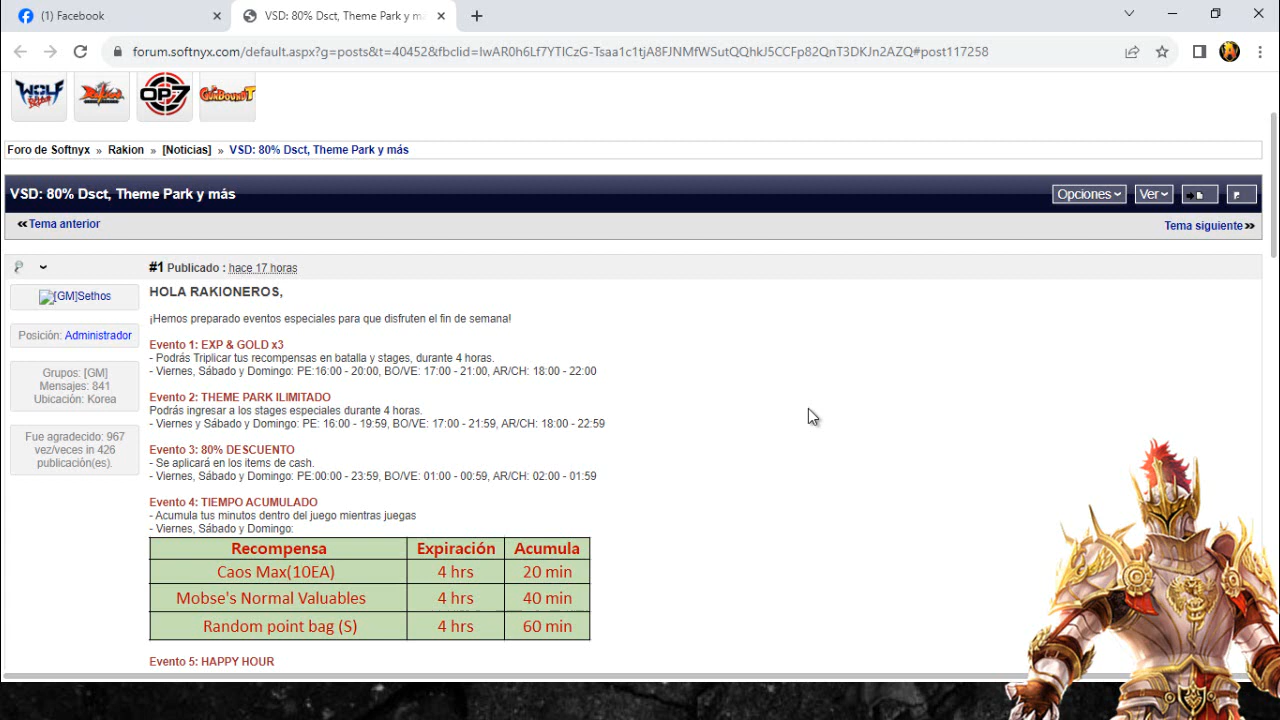 (1) Facebook
VSD: 80% Dsct, Theme Park y m
forum.softnyx.com/default.aspx?g=posts&t=40452&fbclid=IwAR0h6Lf7YTICzG-Tsaa1c1tjA8FJNMfWSutQQhkJ5CCFp82QnT3DKJn2AZQ#post117258
WOLF
OP7
GUNBOUND
Foro de Softnyx » Rakion » [Noticias] » VSD: 80% Dsct, Theme Park y más
VSD: 80% Dsct, Theme Park y más
Opciones Ver
Tema anterior
Tema siguiente
#1 Publicado : hace 17 horas
[GM]Sethos
Posición: Administrador
Grupos: [GM]
Mensajes: 841
Ubicación: Korea
Fue agradecido: 967
vez/veces in 426
publicación(es).
HOLA RAKIONEROS,
¡Hemos preparado eventos especiales para que disfruten el fin de semana!
Evento 1: EXP & GOLD x3
- Podrás Triplicar tus recompensas en batalla y stages, durante 4 horas.
- Viernes, Sábado y Domingo: PE:16:00 - 20:00, BO/VE: 17:00 - 21:00, AR/CH: 18:00 - 22:00
Evento 2: THEME PARK ILIMITADO
Podrás ingresar a los stages especiales durante 4 horas.
- Viernes y Sábado y Domingo: PE: 16:00 - 19:59, BO/VE: 17:00 - 21:59, AR/CH: 18:00 - 22:59
Evento 3: 80% DESCUENTO
- Se aplicará en los items de cash.
- Viernes, Sábado y Domingo: PE:00:00 - 23:59, BO/VE: 01:00 - 00:59, AR/CH: 02:00 - 01:59
Evento 4: TIEMPO ACUMULADO
- Acumula tus minutos dentro del juego mientras juegas
- Viernes, Sábado y Domingo:
Recompensa Expiración Acumula
Caos Max(10EA) 4 hrs 20 min
Mobse's Normal Valuables 4 hrs 40 min
Random point bag (S) 4 hrs 60 min
Evento 5: HAPPY HOUR